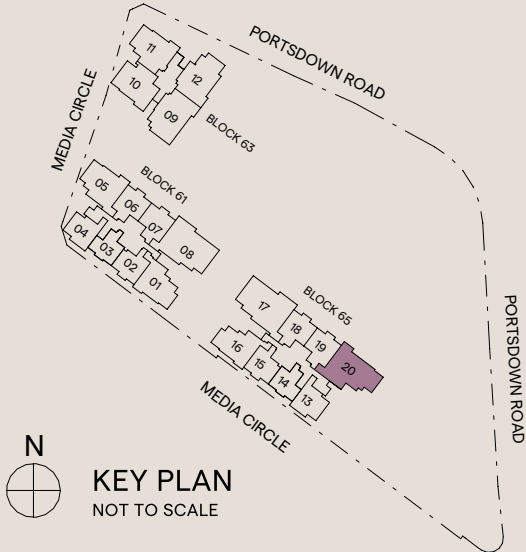 PORTSDOWN ROAD
MEDIA CIRCLE
11
12
10
09
BLOCK 63
BLOCK 61
05
06
07
08
04
03
02
01
BLOCK 65
17
18
19
20
16
15
14
13
PORTSDOWN ROAD
MEDIA CIRCLE
N
KEY PLAN
NOT TO SCALE